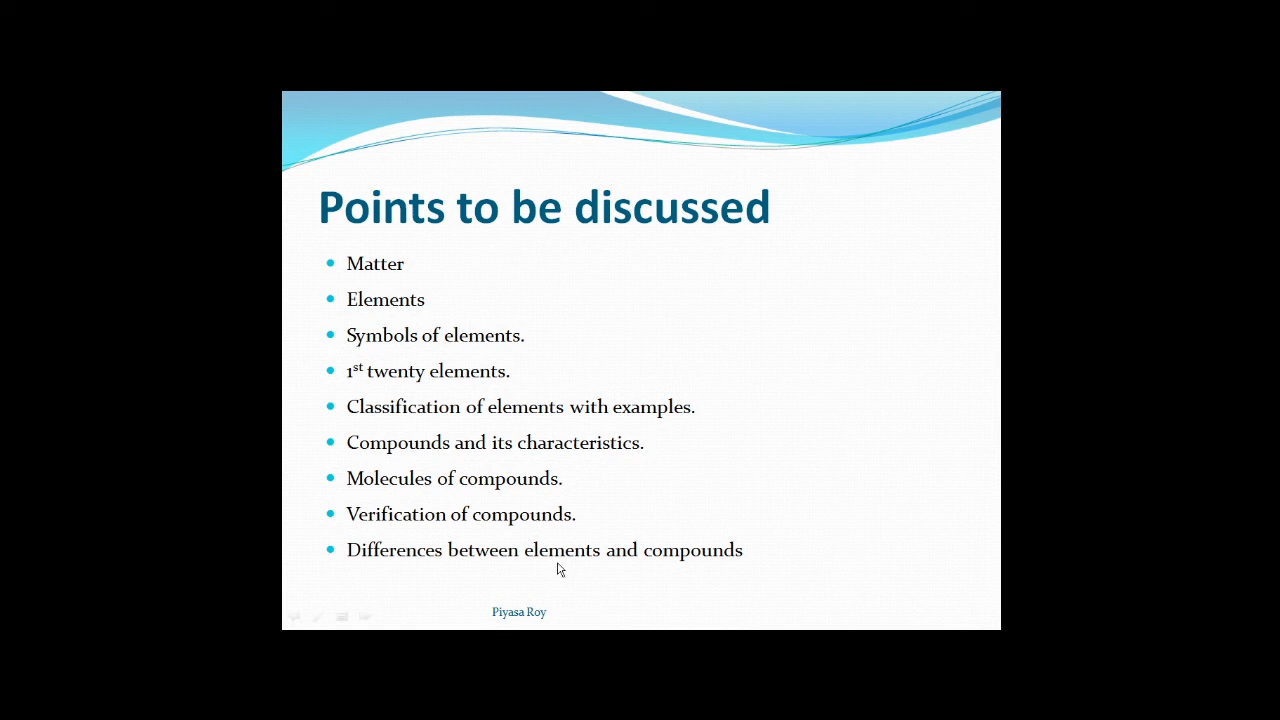 Points to be discussed
• Matter
• Elements
• Symbols of elements.
• 1st twenty elements.
• Classification of elements with examples.
• Compounds and its characteristics.
• Molecules of compounds.
• Verification of compounds.
• Differences between elements and compounds
Piyasa Roy